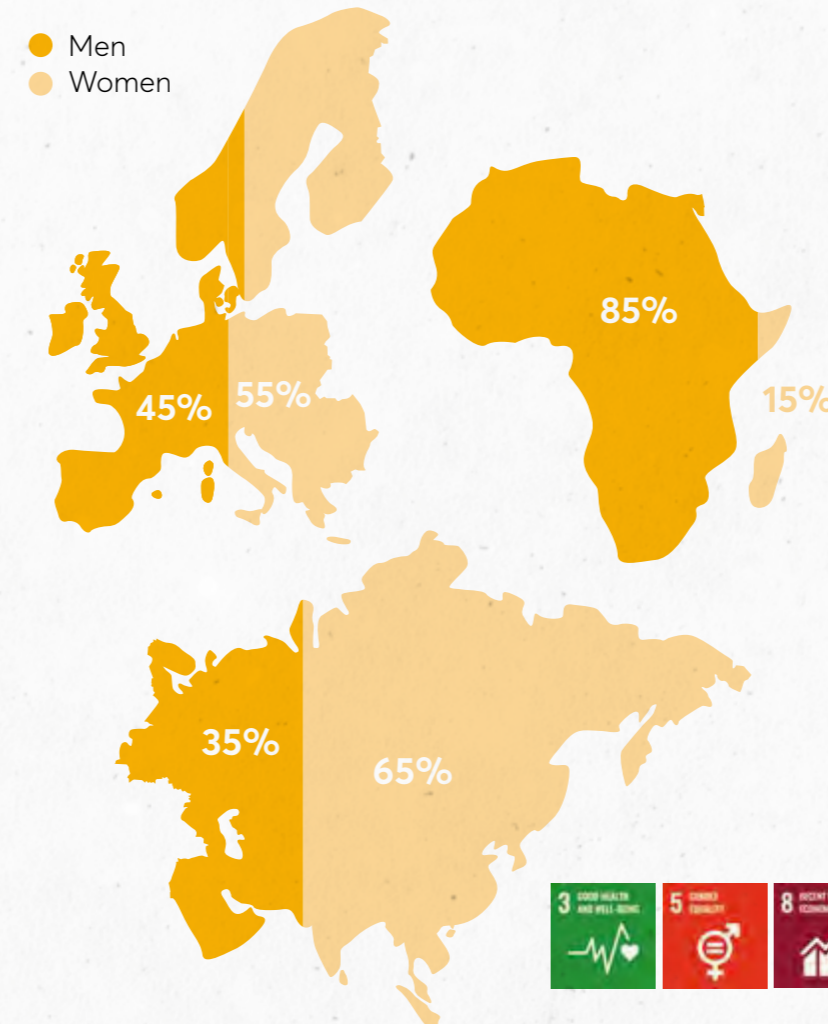 Men
Women
85%
45%
55%
15%
35%
65%
3 GOOD HEALTH
AND WELL-BEING
5 GENDER
EQUALITY
8